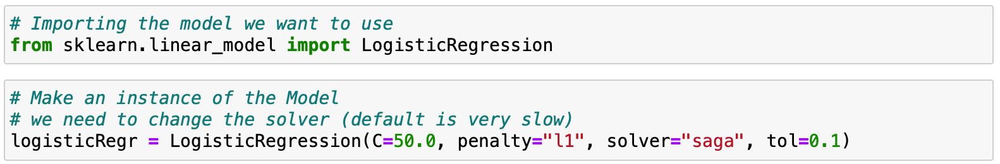 # Importing the model we want to use
from sklearn.linear_model import LogisticRegression
# Make an instance of the Model
# we need to change the solver (default is very slow)
logisticRegr = LogisticRegression(C=50.0, penalty="l1", solver="saga", tol=0.1)